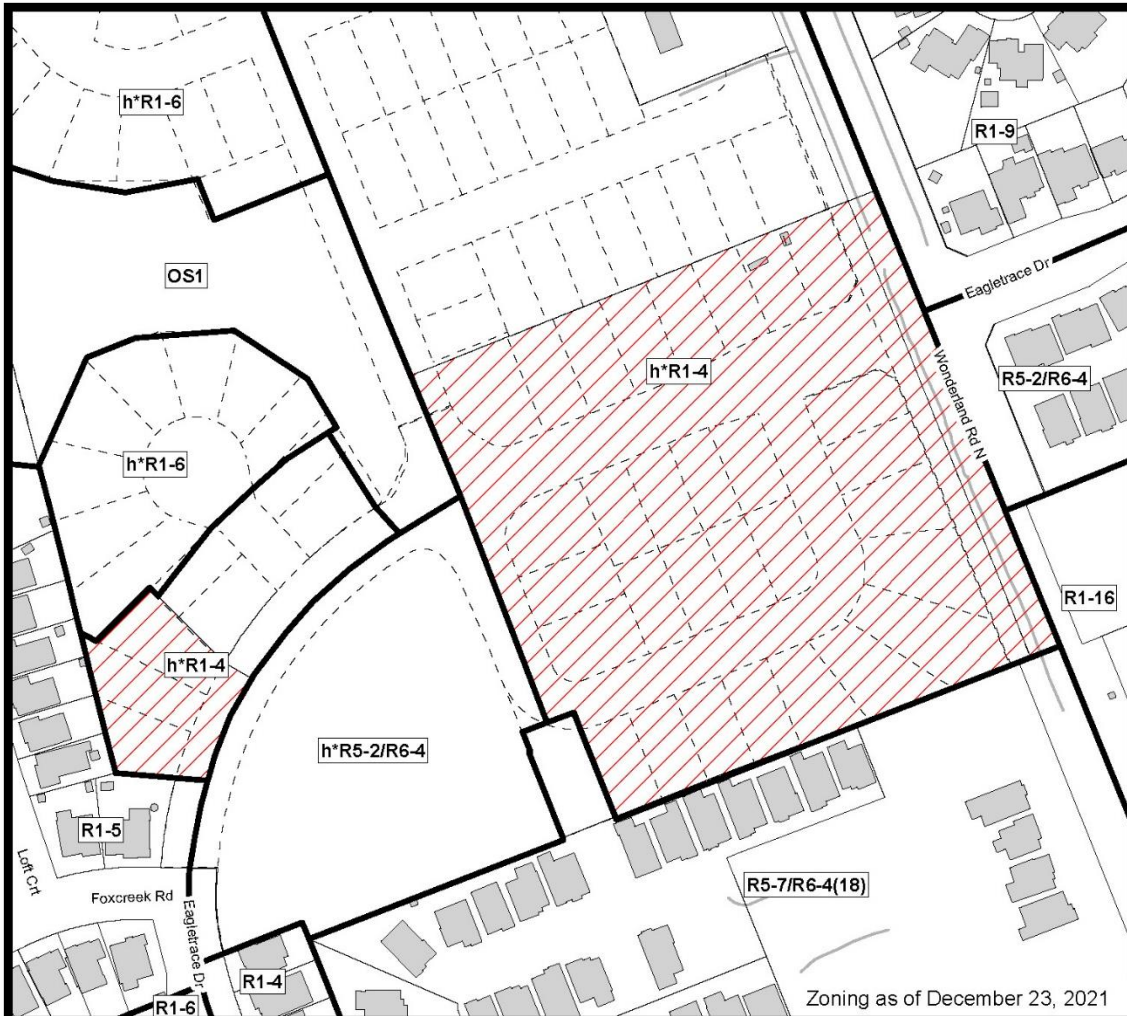 h*R1-6
R1-9
OS1
Eagletrace Dr
h*R1-4
Wonderland Rd N
R5-2/R6-4
h*R1-6
R1-16
h*R1-4
h*R5-2/R6-4
R1-5
Loft Crt
Foxcreek Rd
Eagletrace Dr
R5-7/R6-4(18)
R1-4
R1-6
Zoning as of December 23, 2021